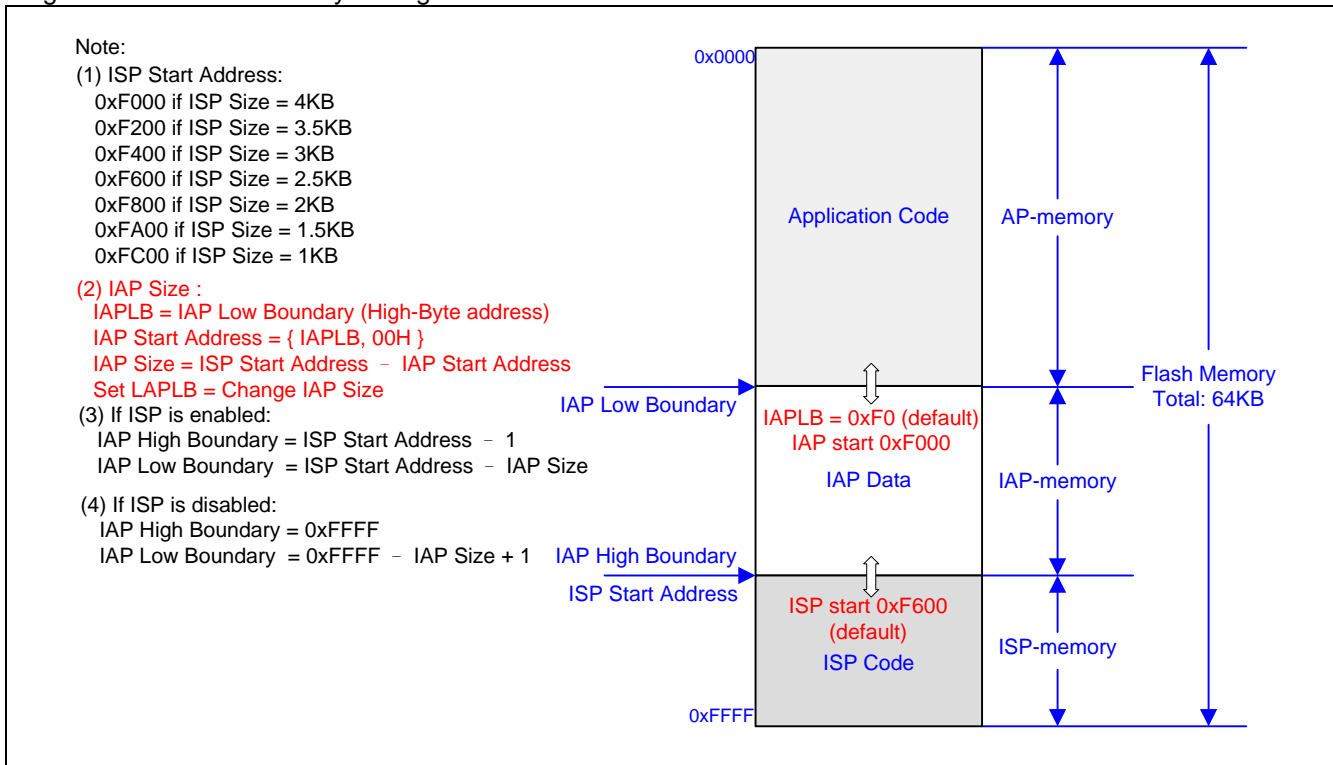 Note:
(1) ISP Start Address:
0xF000 if ISP Size = 4KB
0xF200 if ISP Size = 3.5KB
0xF400 if ISP Size = 3KB
0xF600 if ISP Size = 2.5KB
0xF800 if ISP Size = 2KB
0xFA00 if ISP Size = 1.5KB
0xFC00 if ISP Size = 1KB
(2) IAP Size :
IAPLB = IAP Low Boundary (High-Byte address)
IAP Start Address = { IAPLB, 00H }
IAP Size = ISP Start Address – IAP Start Address
Set LAPLB = Change IAP Size
(3) If ISP is enabled:
IAP High Boundary = ISP Start Address – 1
IAP Low Boundary = ISP Start Address – IAP Size
(4) If ISP is disabled:
IAP High Boundary = 0xFFFF
IAP Low Boundary = 0xFFFF – IAP Size + 1
0x0000
Application Code
AP-memory
Flash Memory
Total: 64KB
IAP Low Boundary
IAPLB = 0xF0 (default)
IAP start 0xF000
IAP Data
IAP-memory
IAP High Boundary
ISP Start Address
ISP start 0xF600
(default)
ISP Code
ISP-memory
0xFFFF